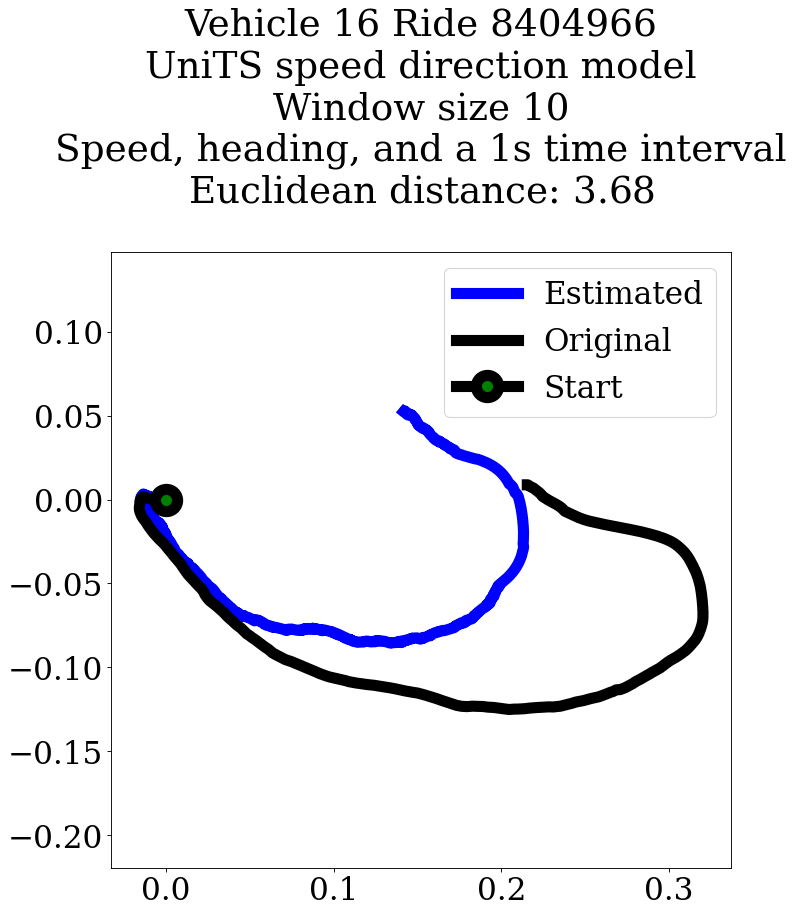 Vehicle 16 Ride 8404966
UniTS speed direction model
Window size 10
Speed, heading, and a 1s time interval
Euclidean distance: 3.68
Estimated
Original
Start
0.10
0.05
0.00
−0.05
−0.10
−0.15
−0.20
0.0 0.1 0.2 0.3